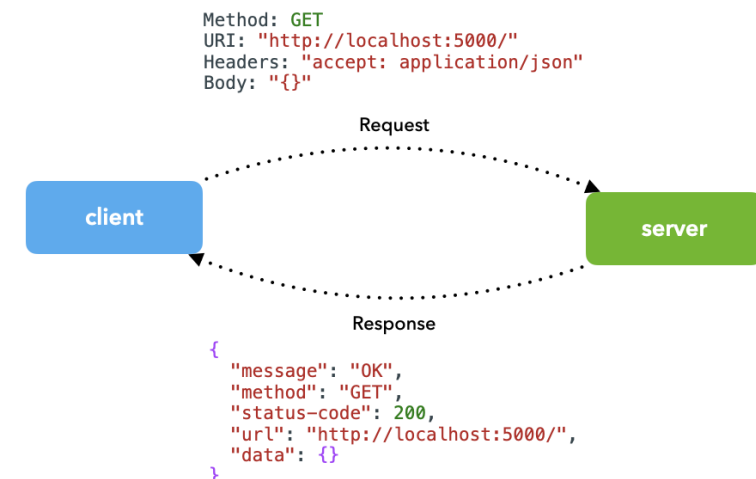 Method: GET
URI: "http://localhost:5000/"
Headers: "accept: application/json"
Body: "{}"
Request
client
server
Response
{
"message": "OK",
"method": "GET",
"status-code": 200,
"url": "http://localhost:5000/",
"data": {}
}